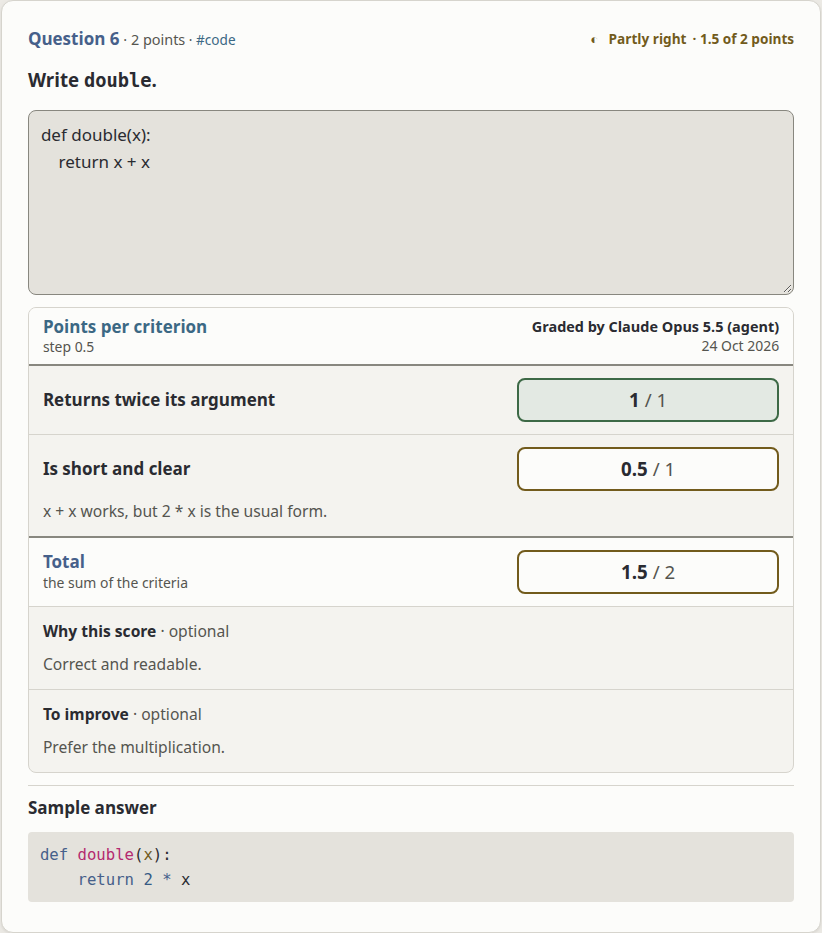 Question 6 · 2 points · #code
Partly right · 1.5 of 2 points
Write double.
def double(x):
    return x + x
Points per criterion
step 0.5
Graded by Claude Opus 5.5 (agent)
24 Oct 2026
Returns twice its argument
1 / 1
Is short and clear
0.5 / 1
x + x works, but 2 * x is the usual form.
Total
the sum of the criteria
1.5 / 2
Why this score · optional
Correct and readable.
To improve · optional
Prefer the multiplication.
Sample answer
def double(x):
    return 2 * x